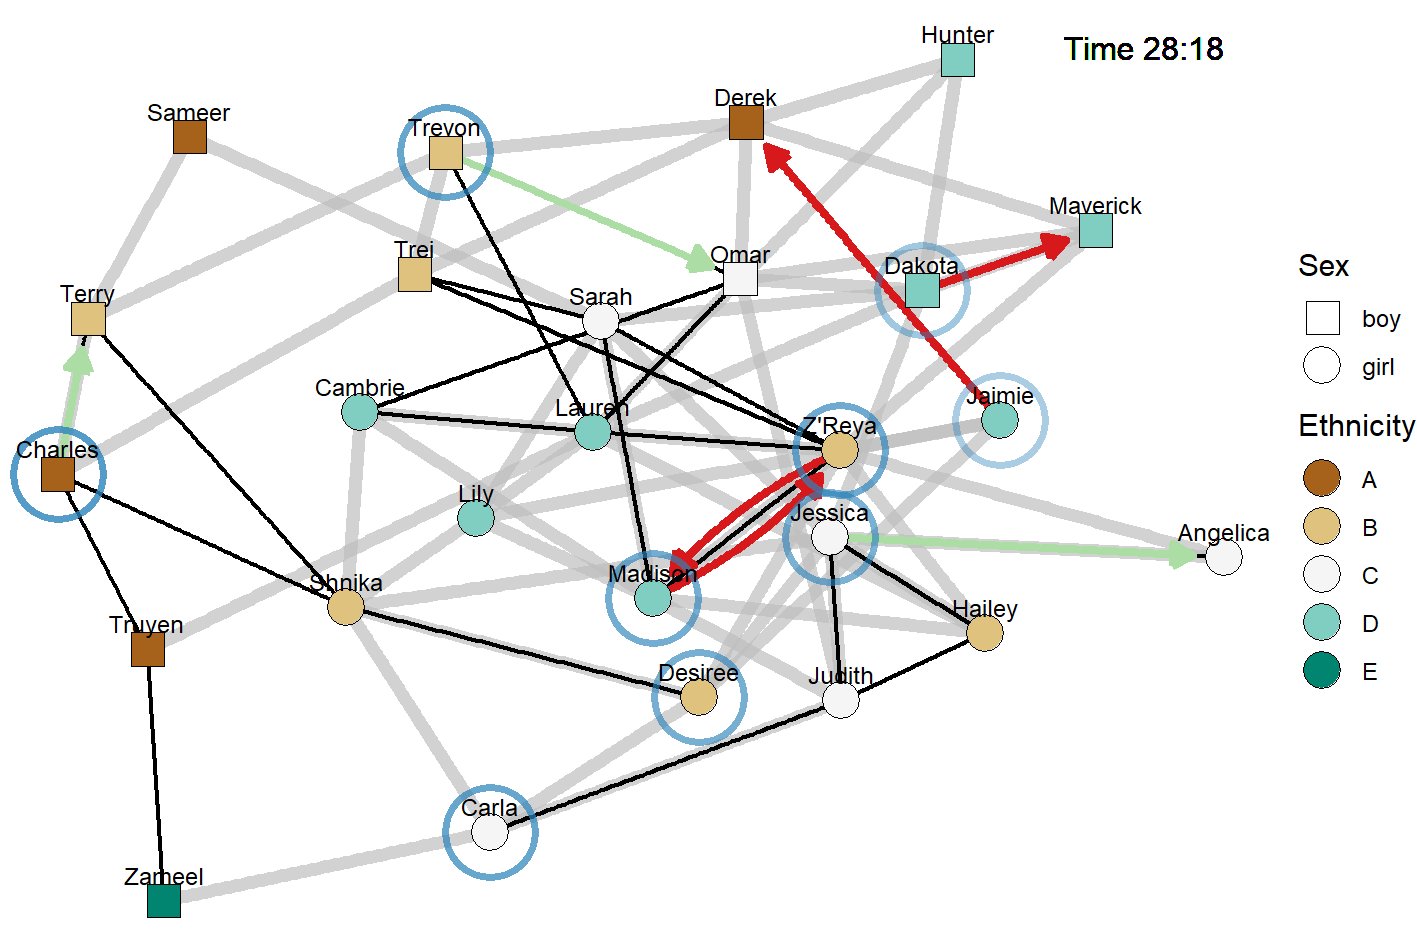 Hunter
Time 28:18
Derek
Sameer
Trevon
Maverick
Trei
Omar
Dakota
Sex
Terry
Sarah
boy
girl
Cambrie
Lauren
Jaimie
Z'Reya
Ethnicity
Charles
A
Lily
Jessica
B
Angelica
Shnika
Madison
C
Hailey
Tnuyen
D
Desiree
Judith
E
Carla
Zameel